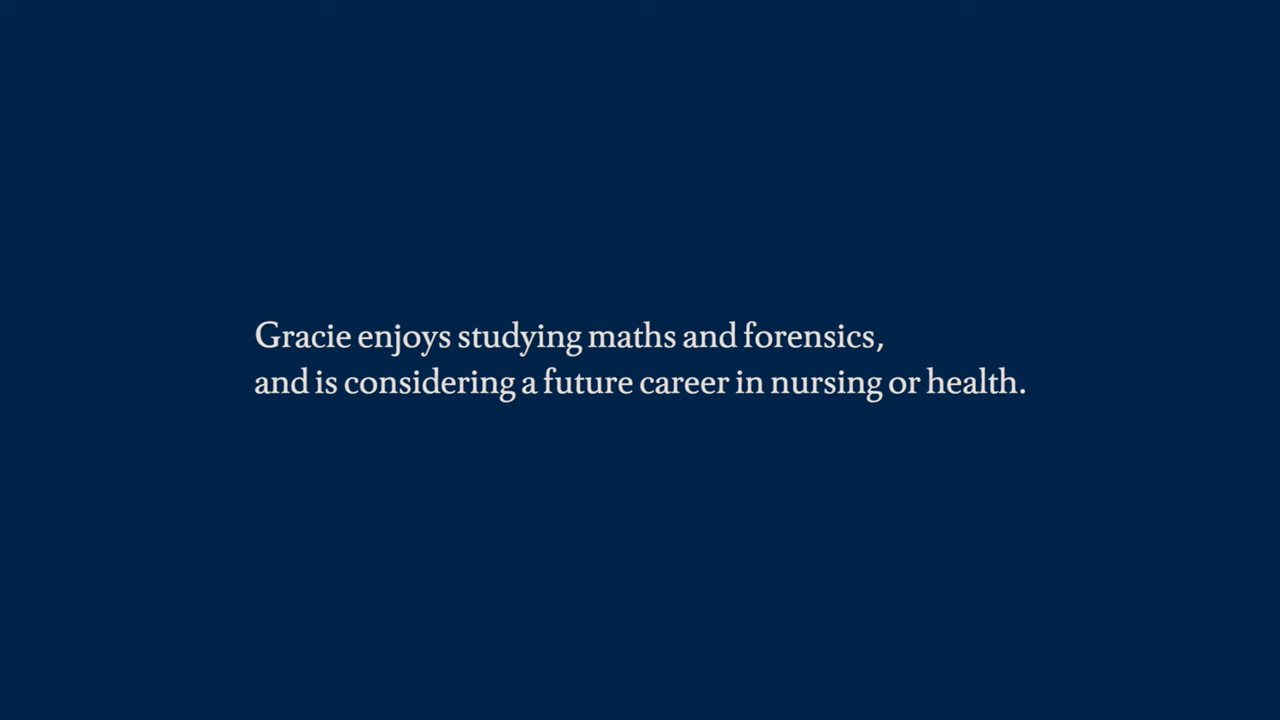 Gracie enjoys studying maths and forensics,
and is considering a future career in nursing or health.